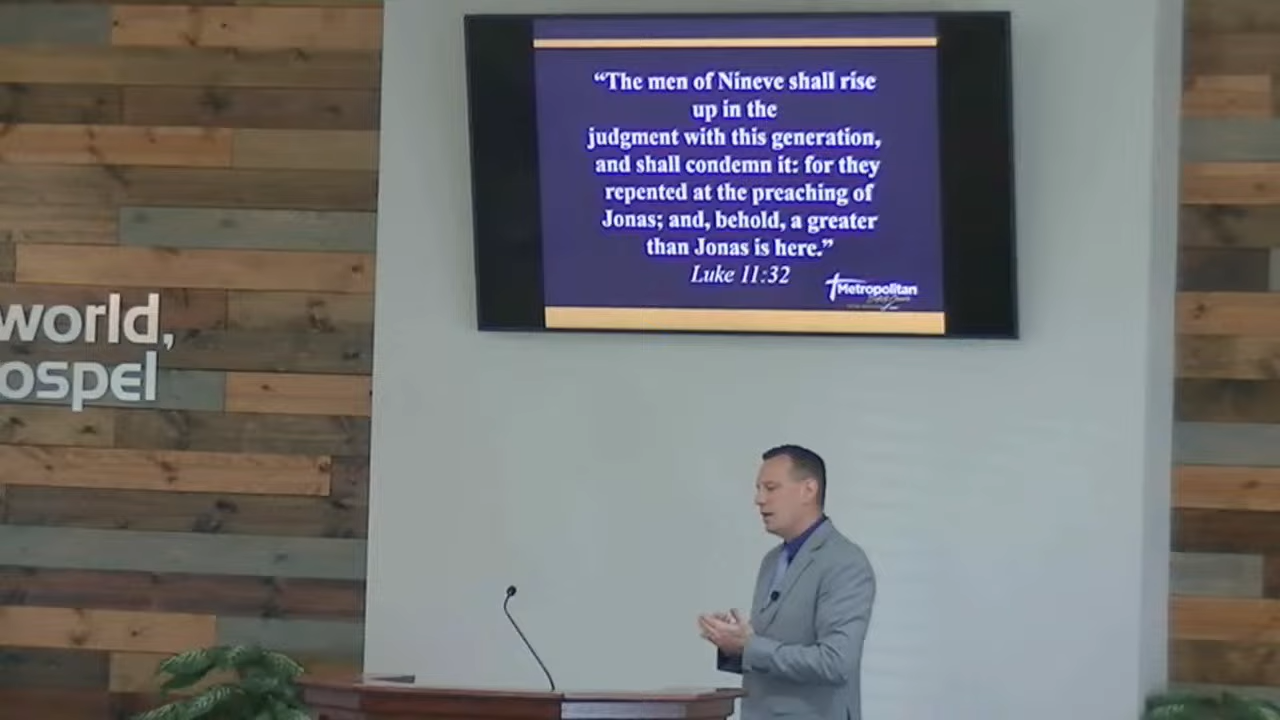 “The men of Nineve shall rise
up in the
judgment with this generation,
and shall condemn it: for they
repented at the preaching of
Jonas; and, behold, a greater
than Jonas is here.”
Luke 11:32
Metropolitan
world,
ospel